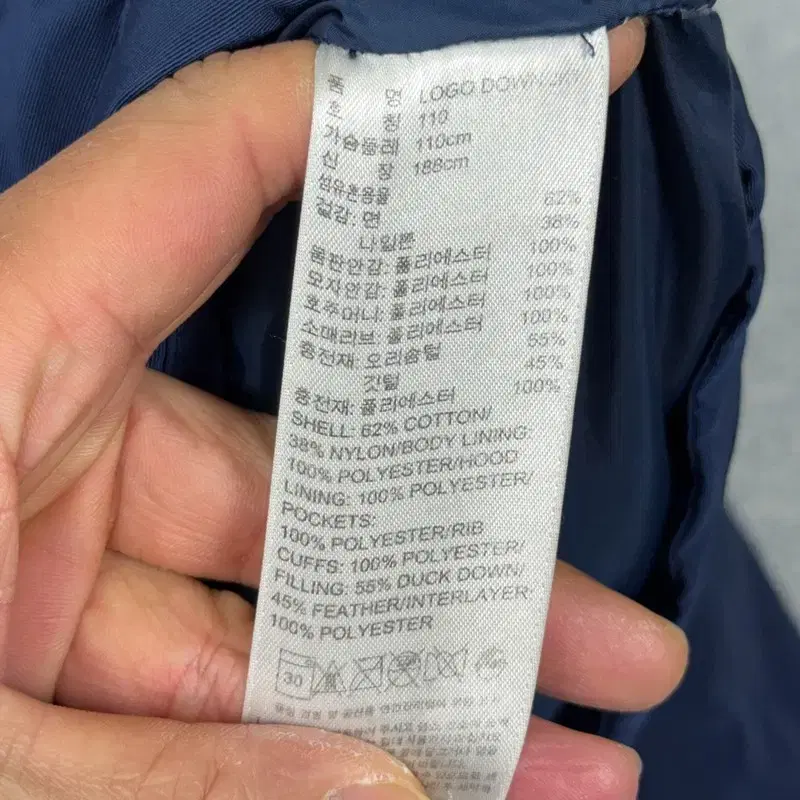 품 명 LOGO DOWN JKT
호 칭 110
가슴둘레 110cm
신 장 188cm
섬유혼용율
겉감: 면 62%
나일론 38%
몸판안감: 폴리에스터 100%
모자안감: 폴리에스터 100%
호주머니: 폴리에스터 100%
소매리브: 폴리에스터 100%
충전재: 오리솜털 55%
깃털 45%
충전재: 폴리에스터 100%
SHELL: 62% COTTON/
38% NYLON/BODY LINING:
100% POLYESTER/HOOD
LINING: 100% POLYESTER/
POCKETS:
100% POLYESTER/RIB
CUFFS: 100% POLYESTER/
FILLING: 55% DUCK DOWN/
45% FEATHER/INTERLAYER:
100% POLYESTER
30